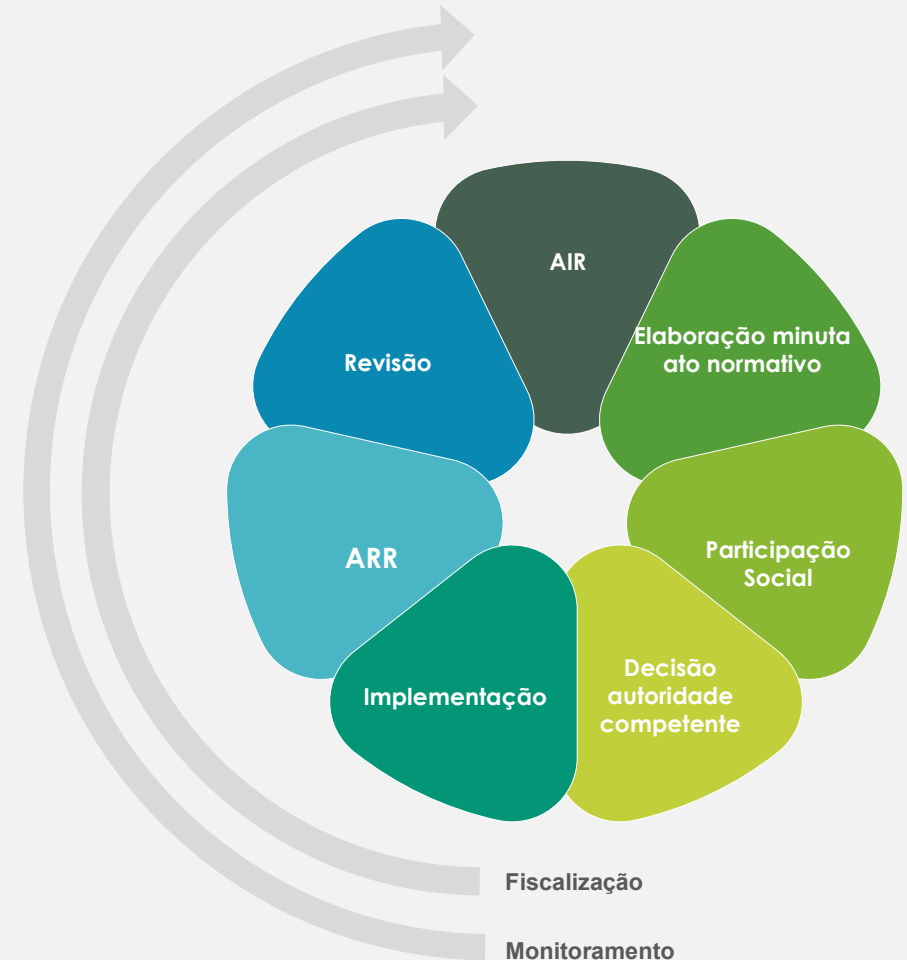 AIR
Elaboração minuta
ato normativo
Participação
Social
Decisão
autoridade
competente
Implementação
ARR
Revisão
Fiscalização
Monitoramento